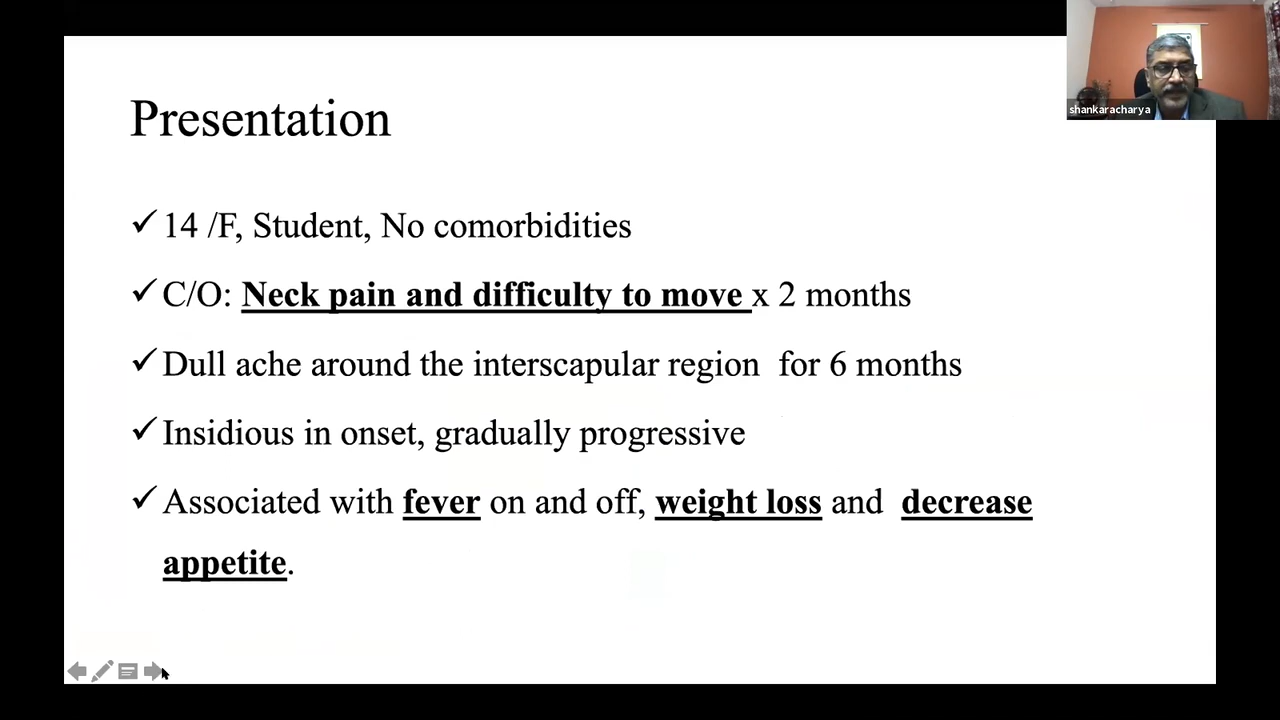 shankaracharya
Presentation
✓ 14 /F, Student, No comorbidities
✓ C/O: Neck pain and difficulty to move x 2 months
✓ Dull ache around the interscapular region for 6 months
✓ Insidious in onset, gradually progressive
✓ Associated with fever on and off, weight loss and decrease
appetite.